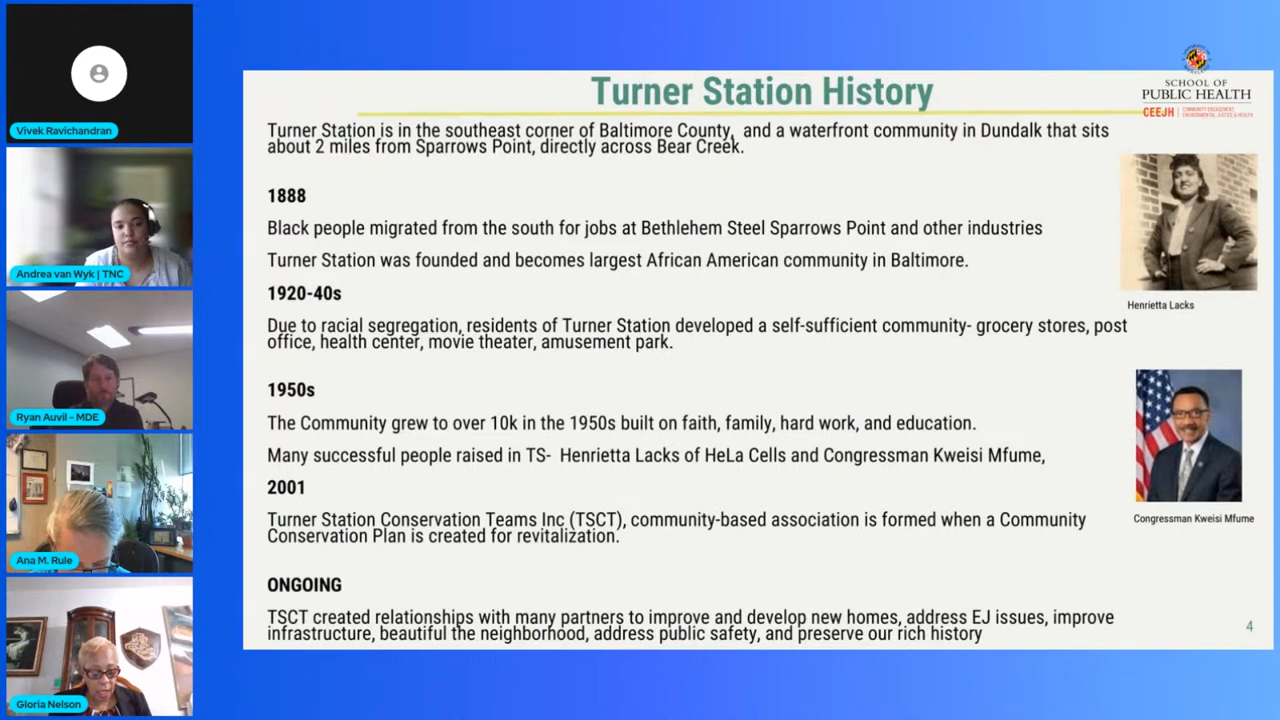 Vivek Ravichandran
Andrea van Wyk | TNC
Ryan Auvil - MDE
Ana M. Rule
Gloria Nelson
Turner Station History
SCHOOL OF
PUBLIC HEALTH
CEEJH
COMMUNITY ENGAGEMENT,
ENVIRONMENTAL JUSTICE & HEALTH
Turner Station is in the southeast corner of Baltimore County, and a waterfront community in Dundalk that sits
about 2 miles from Sparrows Point, directly across Bear Creek.
1888
Black people migrated from the south for jobs at Bethlehem Steel Sparrows Point and other industries
Turner Station was founded and becomes largest African American community in Baltimore.
Henrietta Lacks
1920-40s
Due to racial segregation, residents of Turner Station developed a self-sufficient community- grocery stores, post
office, health center, movie theater, amusement park.
1950s
The Community grew to over 10k in the 1950s built on faith, family, hard work, and education.
Many successful people raised in TS- Henrietta Lacks of HeLa Cells and Congressman Kweisi Mfume,
Congressman Kweisi Mfume
2001
Turner Station Conservation Teams Inc (TSCT), community-based association is formed when a Community
Conservation Plan is created for revitalization.
ONGOING
TSCT created relationships with many partners to improve and develop new homes, address EJ issues, improve
infrastructure, beautiful the neighborhood, address public safety, and preserve our rich history
4